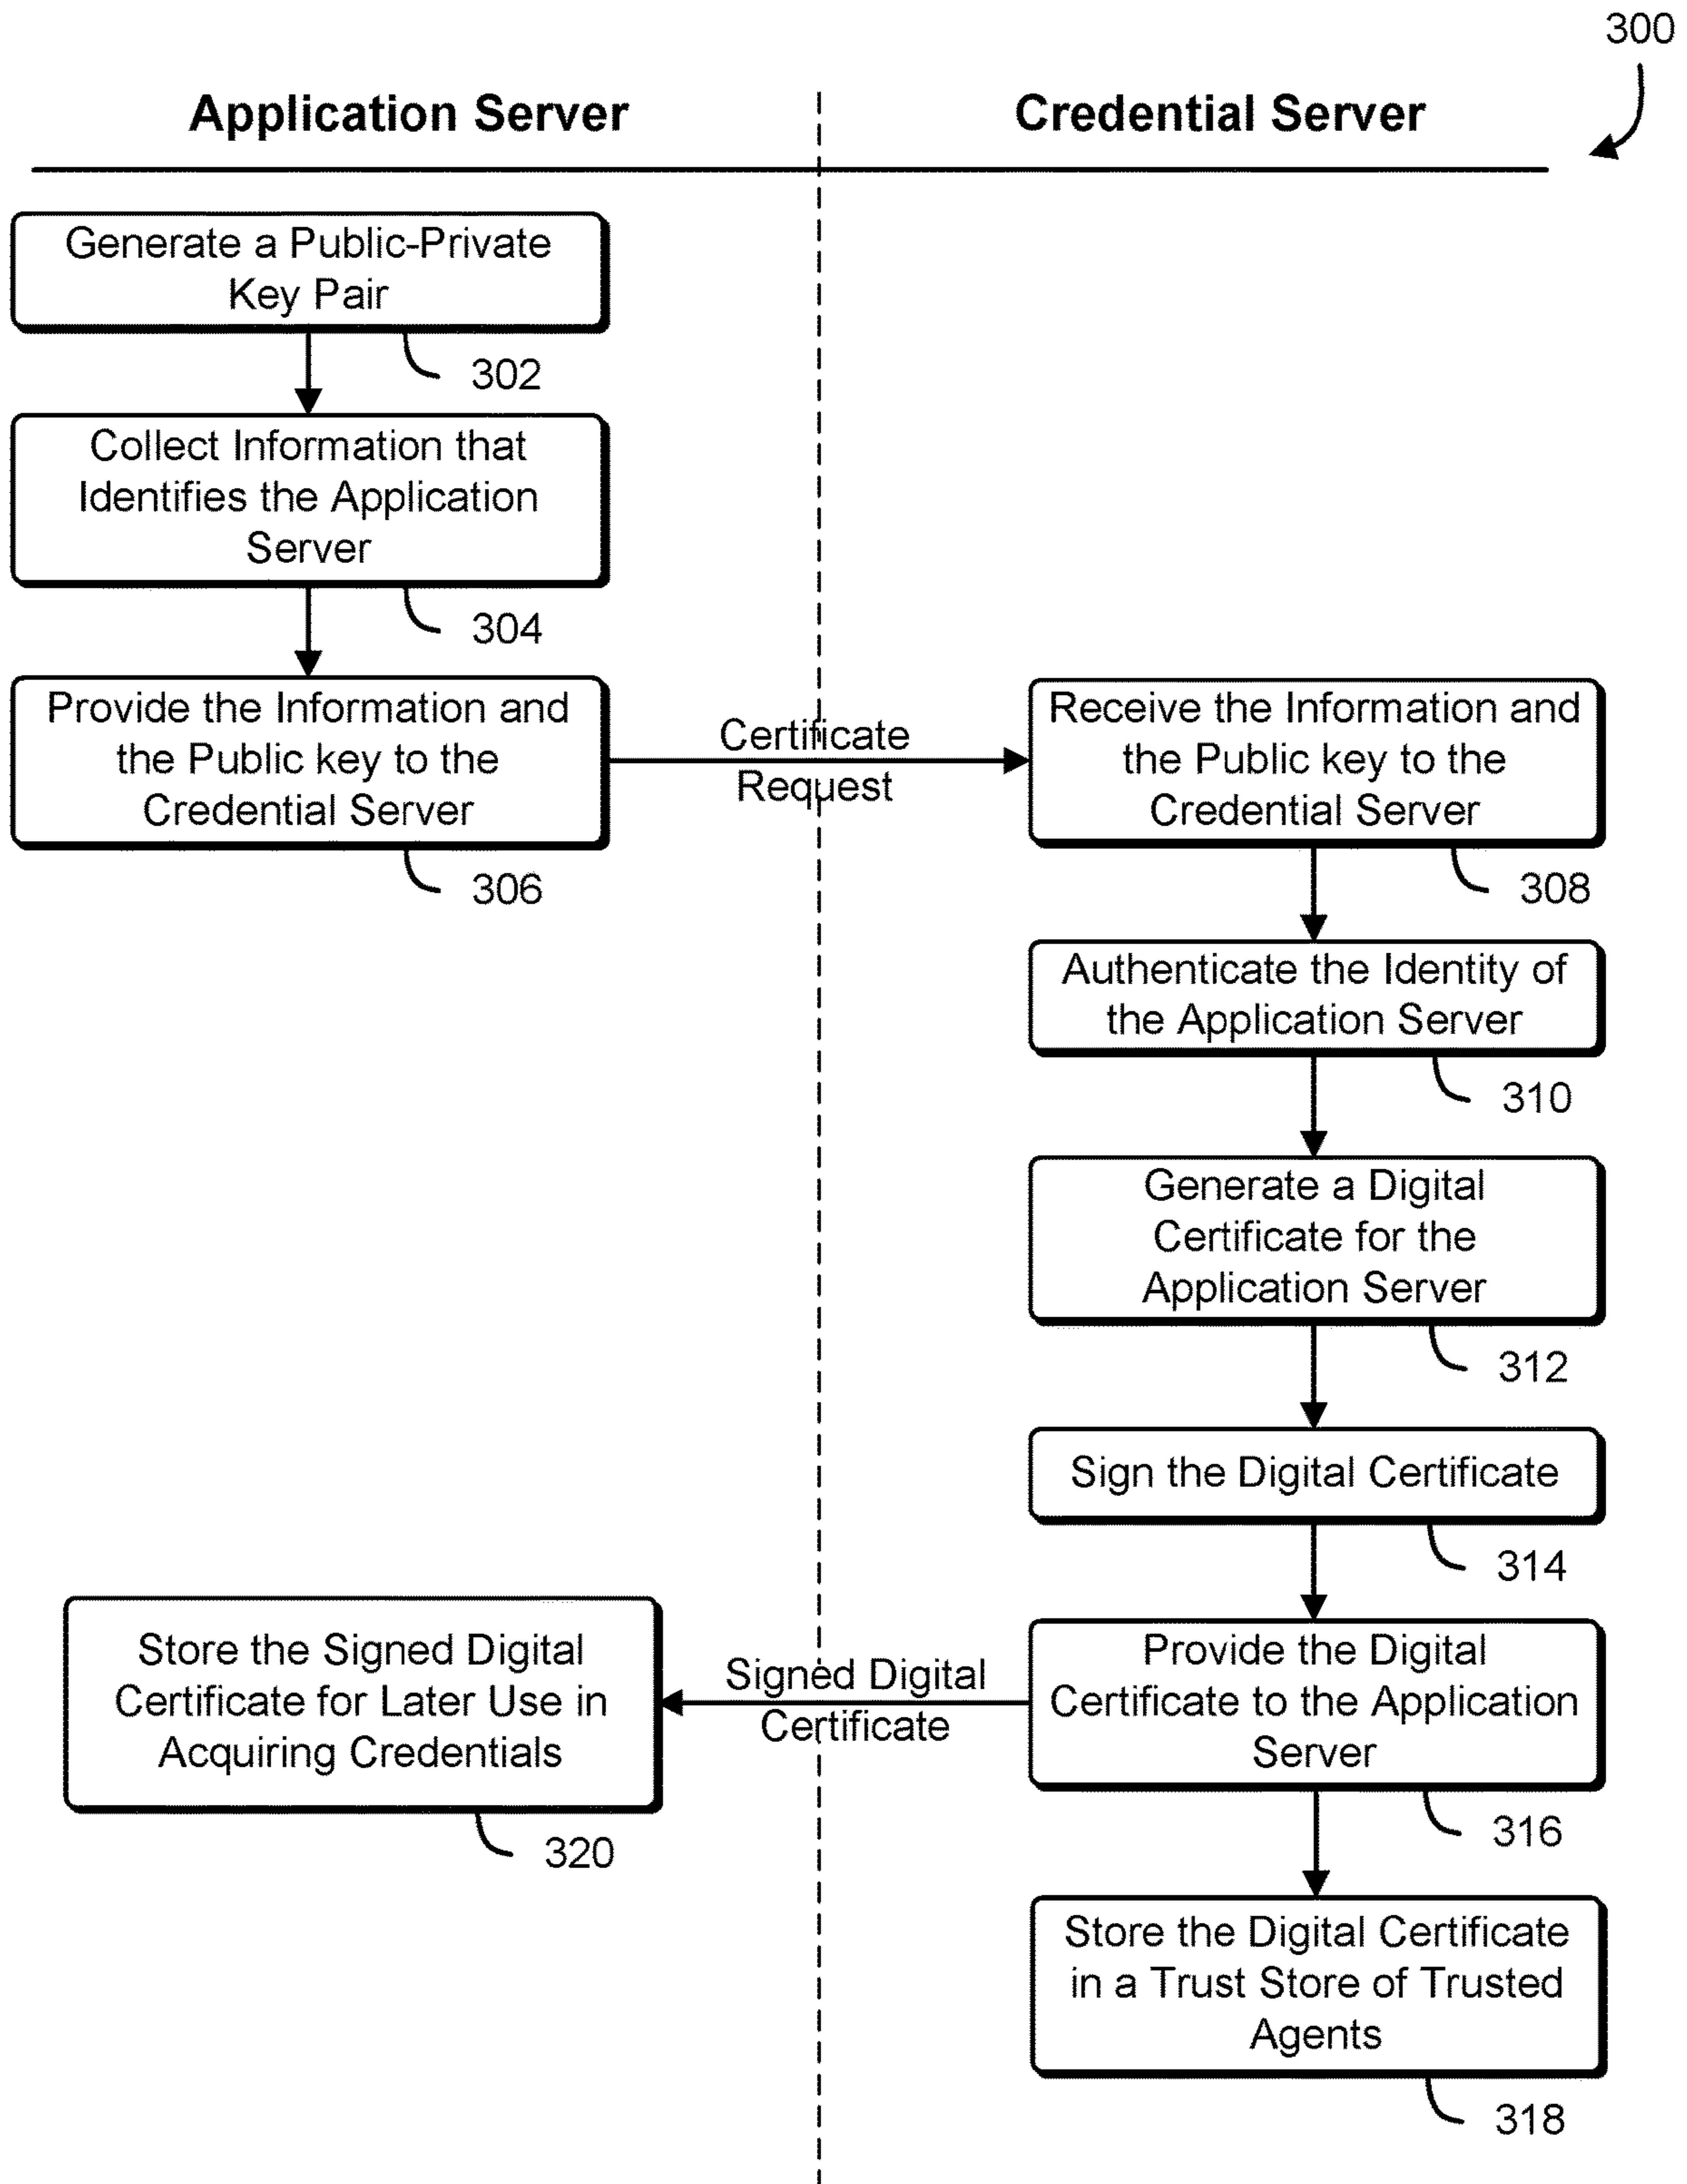 300
Application Server
Credential Server
Generate a Public-Private
Key Pair
302
Collect Information that
Identifies the Application
Server
304
Provide the Information and
the Public key to the
Credential Server
306
Certificate
Request
Receive the Information and
the Public key to the
Credential Server
308
Authenticate the Identity of
the Application Server
310
Generate a Digital
Certificate for the
Application Server
312
Sign the Digital Certificate
314
Provide the Digital
Certificate to the Application
Server
316
Signed Digital
Certificate
Store the Signed Digital
Certificate for Later Use in
Acquiring Credentials
320
Store the Digital Certificate
in a Trust Store of Trusted
Agents
318